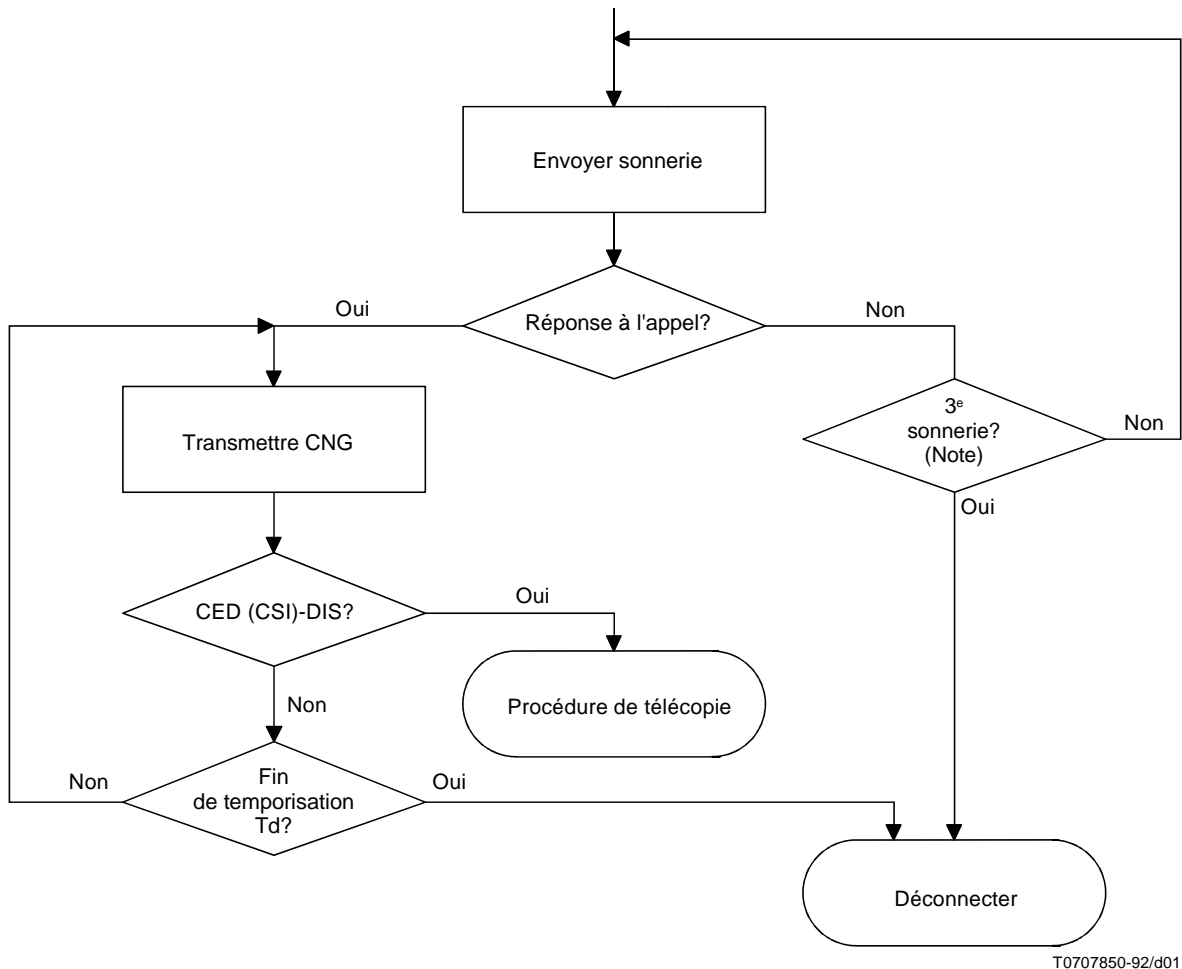 Envoyer sonnerie
Oui
Réponse à l'appel?
Non
Transmettre CNG
3e
sonnerie?
(Note)
Non
Oui
CED (CSI)-DIS?
Oui
Non
Procédure de télécopie
Non
Fin
de temporisation
Td?
Oui
Déconnecter
T0707850-92/d01